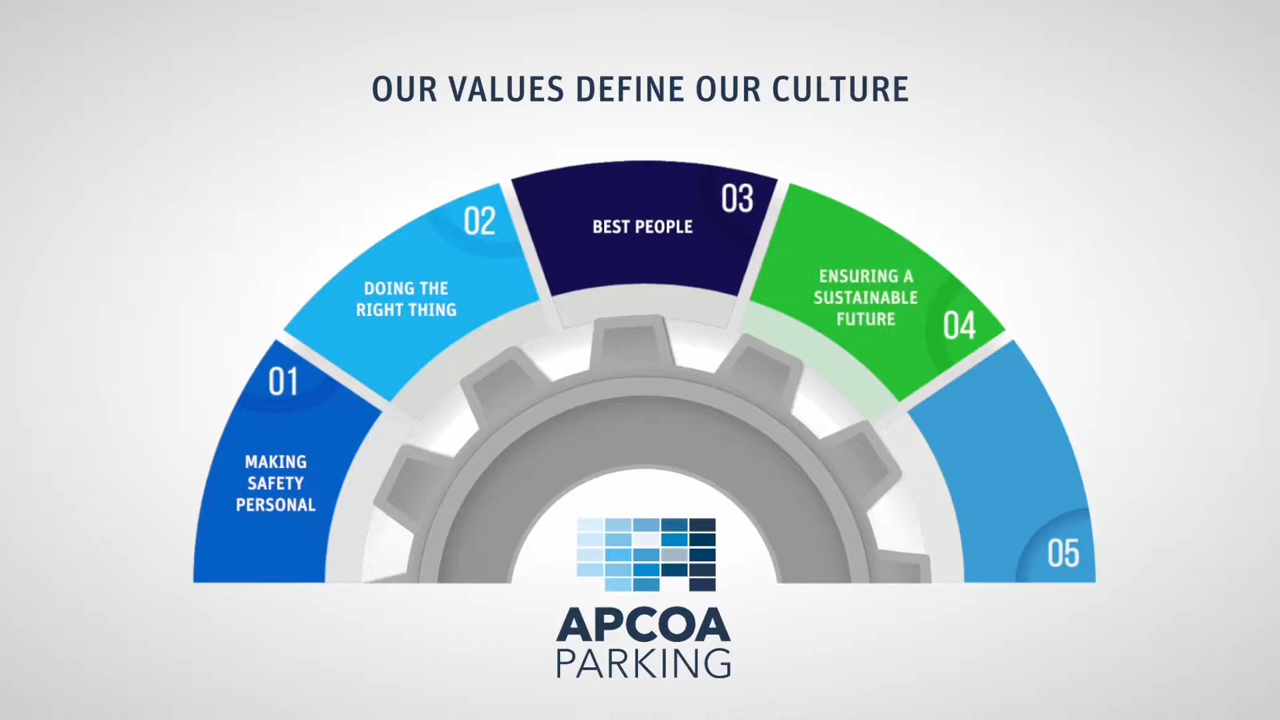 OUR VALUES DEFINE OUR CULTURE
01
MAKING
SAFETY
PERSONAL
02
DOING THE
RIGHT THING
03
BEST PEOPLE
ENSURING A
SUSTAINABLE
FUTURE
04
05
APCOA
PARKING